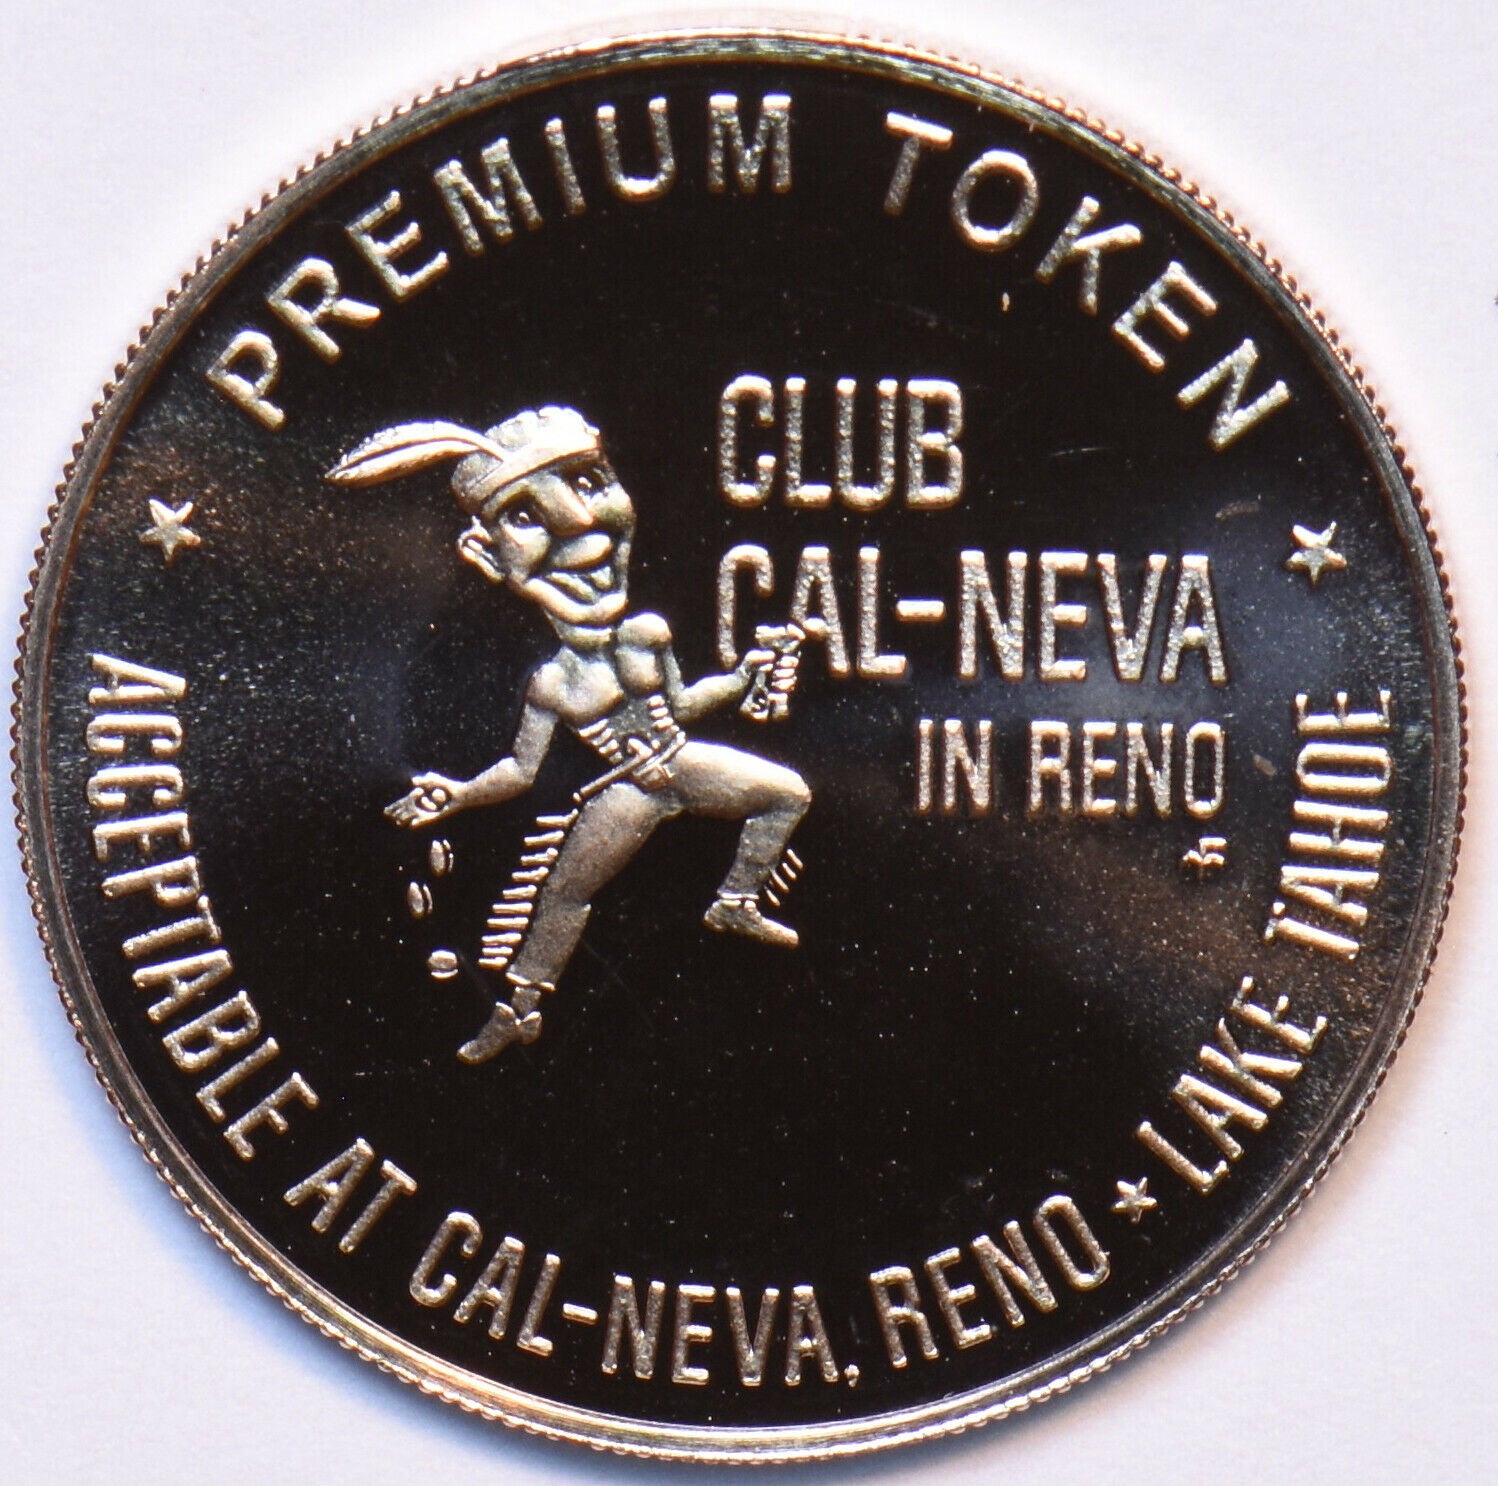 PREMIUM TOKEN
CLUB
CAL-NEVA
IN RENO
ACCEPTABLE AT CAL-NEVA, RENO ★ LAKE TAHOE